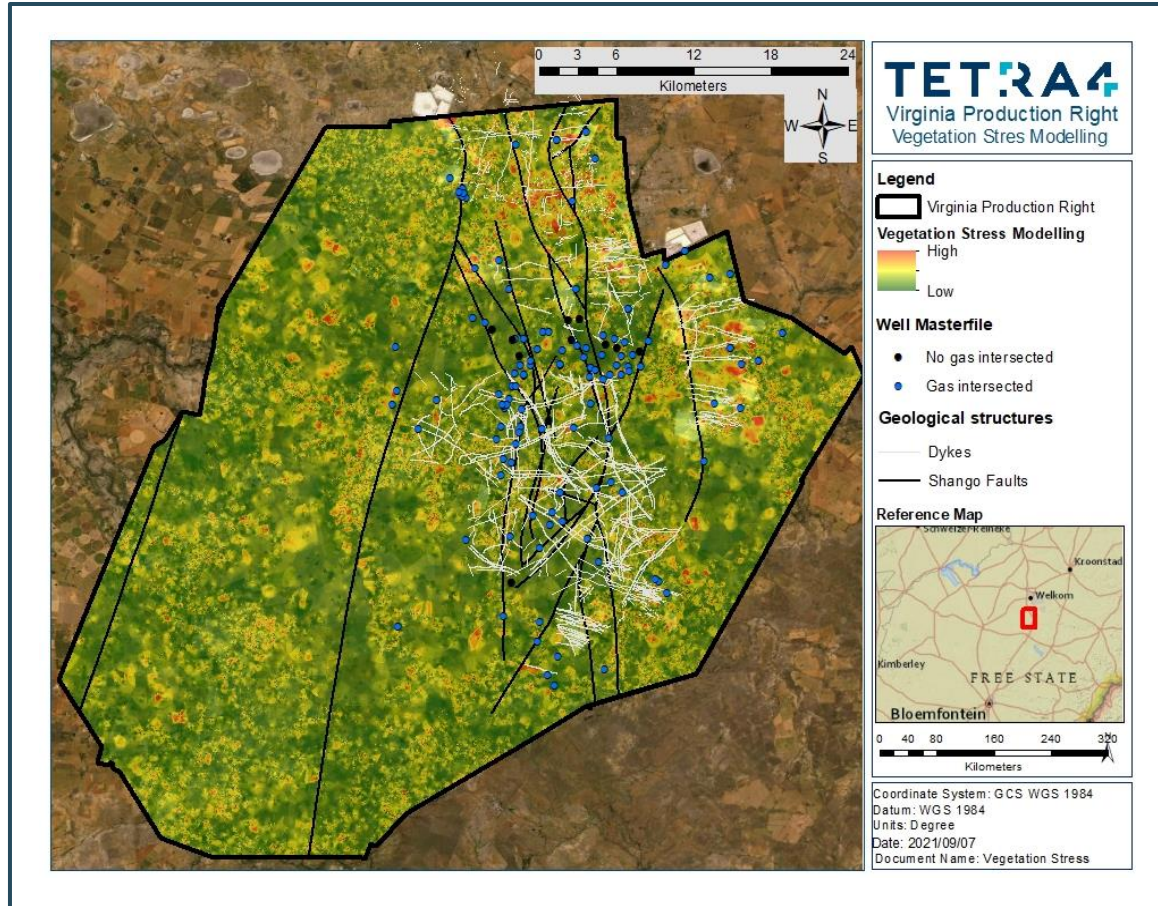 0 3 6 12 18 24
Kilometers
N
W E
S
TETRA4
Virginia Production Right
Vegetation Stres Modelling
Legend
Virginia Production Right
Vegetation Stress Modelling
High
Low
Well Masterfile
No gas intersected
Gas intersected
Geological structures
Dykes
Shango Faults
Reference Map
Schweizer-Reineke
Kroonstad
Welkom
Kimberley
FREE STATE
Bloemfontein
0 40 80 160 240 320
Kilometers
Coordinate System: GCS WGS 1984
Datum: WGS 1984
Units: Degree
Date: 2021/09/07
Document Name: Vegetation Stress